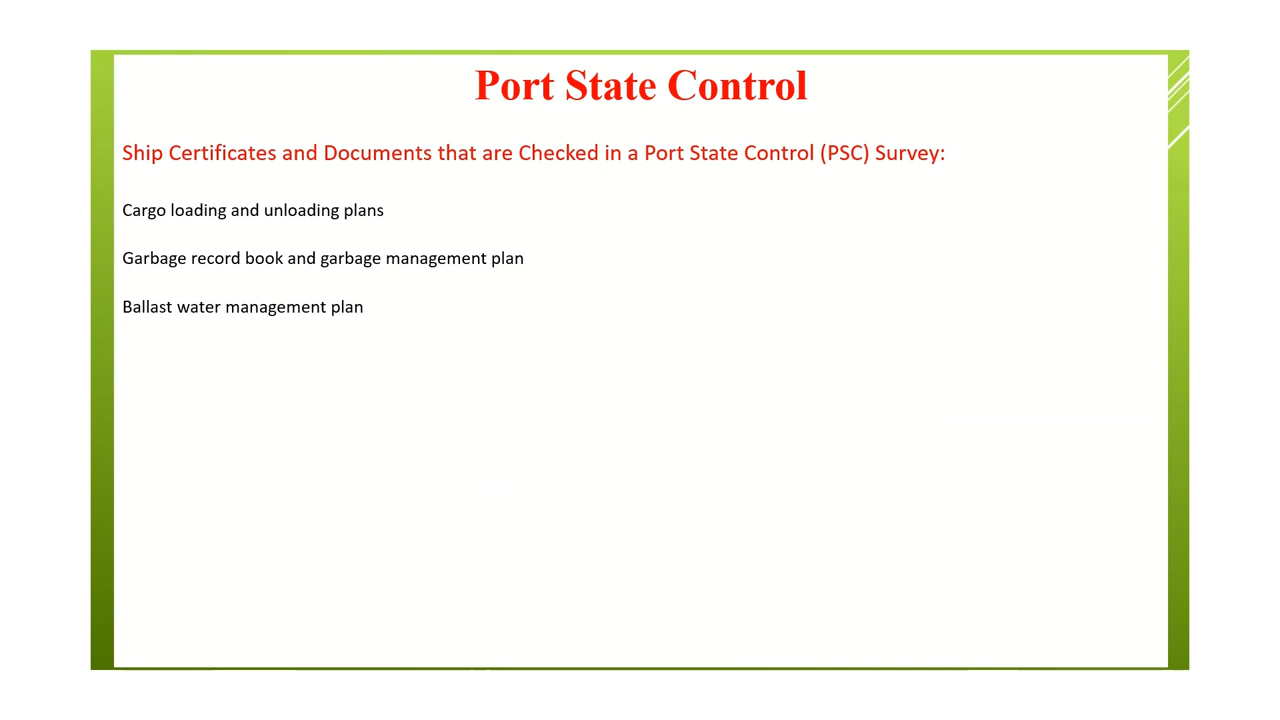 Port State Control
Ship Certificates and Documents that are Checked in a Port State Control (PSC) Survey:
Cargo loading and unloading plans
Garbage record book and garbage management plan
Ballast water management plan